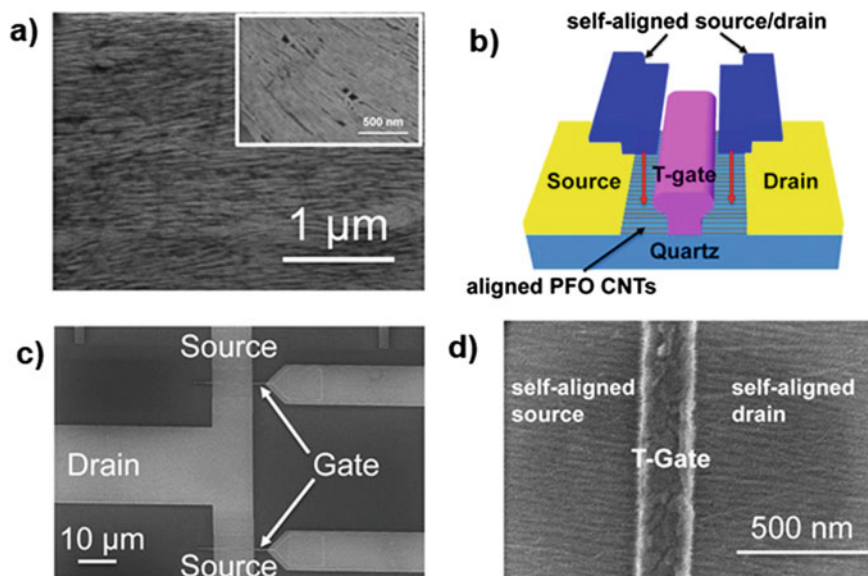 a)
500 nm
1 μm
b)
self-aligned source/drain
Source
T-gate
Drain
Quartz
aligned PFO CNTs
c)
Source
Drain
Gate
10 μm
Source
d)
self-aligned
source
self-aligned
drain
T-Gate
500 nm